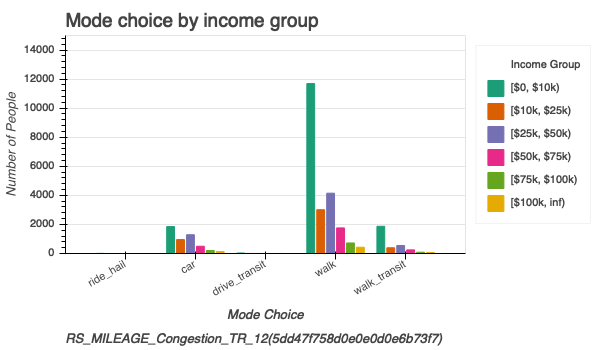 Mode choice by income group
Number of People
14000
12000
10000
8000
6000
4000
2000
0
ride_hail
car
drive_transit
walk
walk_transit
Mode Choice
RS_MILEAGE_Congestion_TR_12(5dd47f758d0e0e0d0e6b73f7)
Income Group
[$0, $10k)
[$10k, $25k)
[$25k, $50k)
[$50k, $75k)
[$75k, $100k)
[$100k, inf)